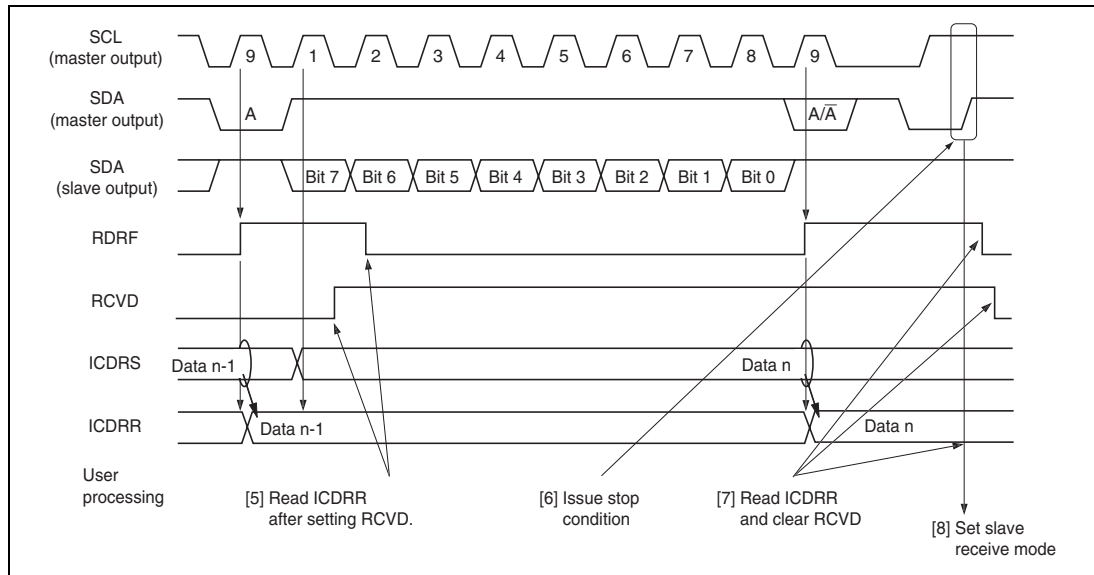 SCL
(master output)
9 1 2 3 4 5 6 7 8 9
SDA
(master output)
A A/A̅
SDA
(slave output)
Bit 7 Bit 6 Bit 5 Bit 4 Bit 3 Bit 2 Bit 1 Bit 0
RDRF
RCVD
ICDRS
Data n-1 Data n
ICDRR
Data n-1 Data n
User
processing
[5] Read ICDRR
after setting RCVD.
[6] Issue stop
condition
[7] Read ICDRR
and clear RCVD
[8] Set slave
receive mode